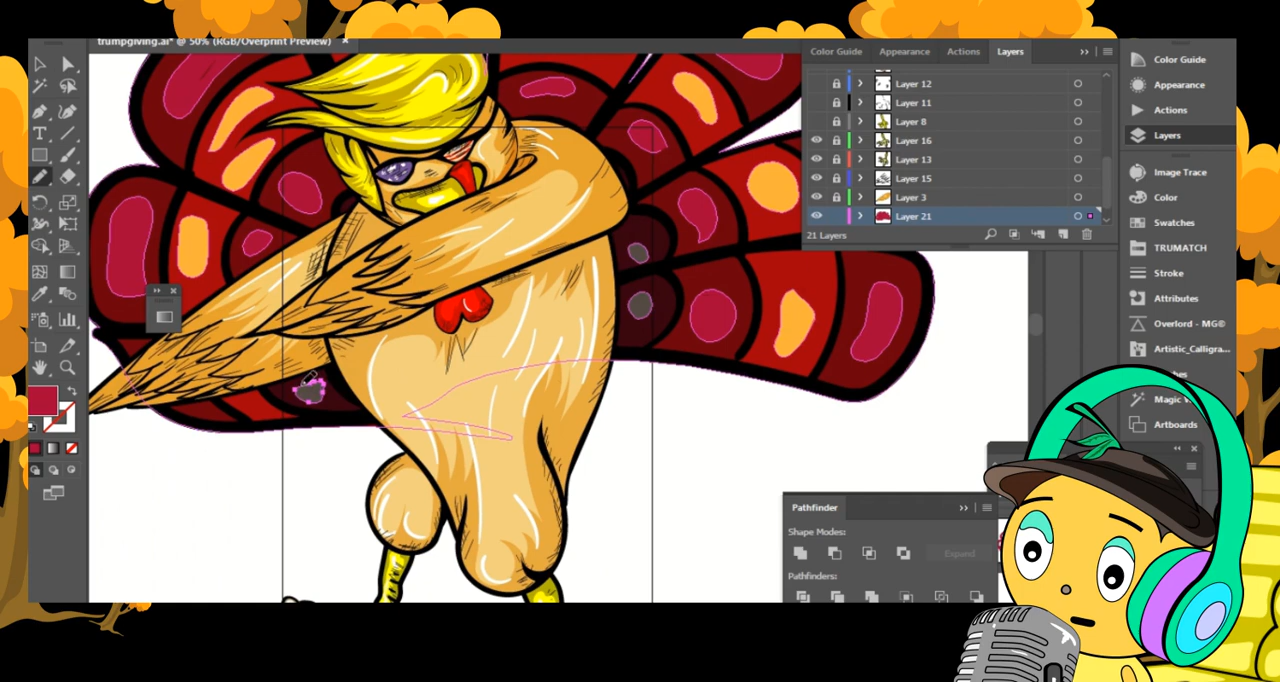 trumpgiving.ai* @ 50% (RGB/Overprint Preview) ×
Color Guide Appearance Actions Layers
Layer 12
Layer 11
Layer 8
Layer 16
Layer 13
Layer 15
Layer 3
Layer 21
21 Layers
Color Guide
Appearance
Actions
Layers
Image Trace
Color
Swatches
TRUMATCH
Stroke
Attributes
Overlord - MG®
Artistic_Calligra...
Magic
Artboards
Pathfinder
Shape Modes:
Expand
Pathfinders: